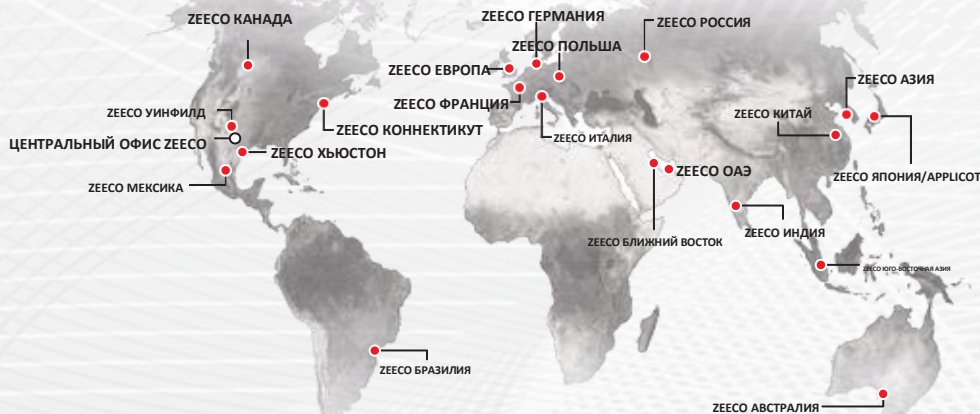 ZEECO КАНАДА
ZEECO ГЕРМАНИЯ
ZEECO РОССИЯ
ZEECO ПОЛЬША
ZEECO ЕВРОПА
ZEECO АЗИЯ
ZEECO ФРАНЦИЯ
ZEECO УИНФИЛД
ZEECO КИТАЙ
ZEECO КОННЕКТИКУТ
ZEECO ИТАЛИЯ
ЦЕНТРАЛЬНЫЙ ОФИС ZEECO
ZEECO ХЬЮСТОН
ZEECO ОАЭ
ZEECO ЯПОНИЯ/APPLICOT
ZEECO МЕКСИКА
ZEECO ИНДИЯ
ZEECO БЛИЖНИЙ ВОСТОК
ZEECO ЮГО-ВОСТОЧНАЯ АЗИЯ
ZEECO БРАЗИЛИЯ
ZEECO АВСТРАЛИЯ